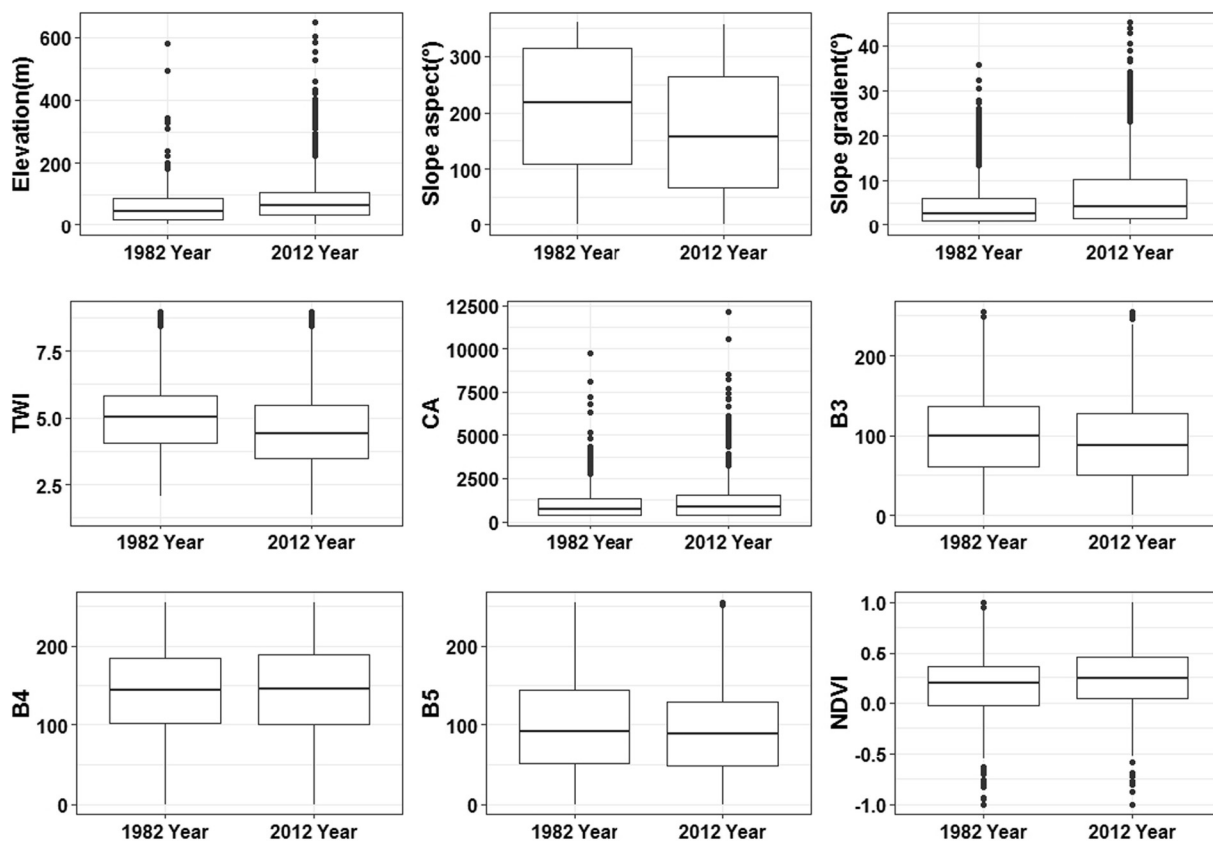 Elevation(m)
600
400
200
0
1982 Year
2012 Year
Slope aspect(°)
300
200
100
0
1982 Year
2012 Year
Slope gradient(°)
40
30
20
10
0
1982 Year
2012 Year
TWI
7.5
5.0
2.5
1982 Year
2012 Year
CA
12500
10000
7500
5000
2500
0
1982 Year
2012 Year
B3
200
100
0
1982 Year
2012 Year
B4
200
100
0
1982 Year
2012 Year
B5
200
100
0
1982 Year
2012 Year
NDVI
1.0
0.5
0.0
-0.5
-1.0
1982 Year
2012 Year